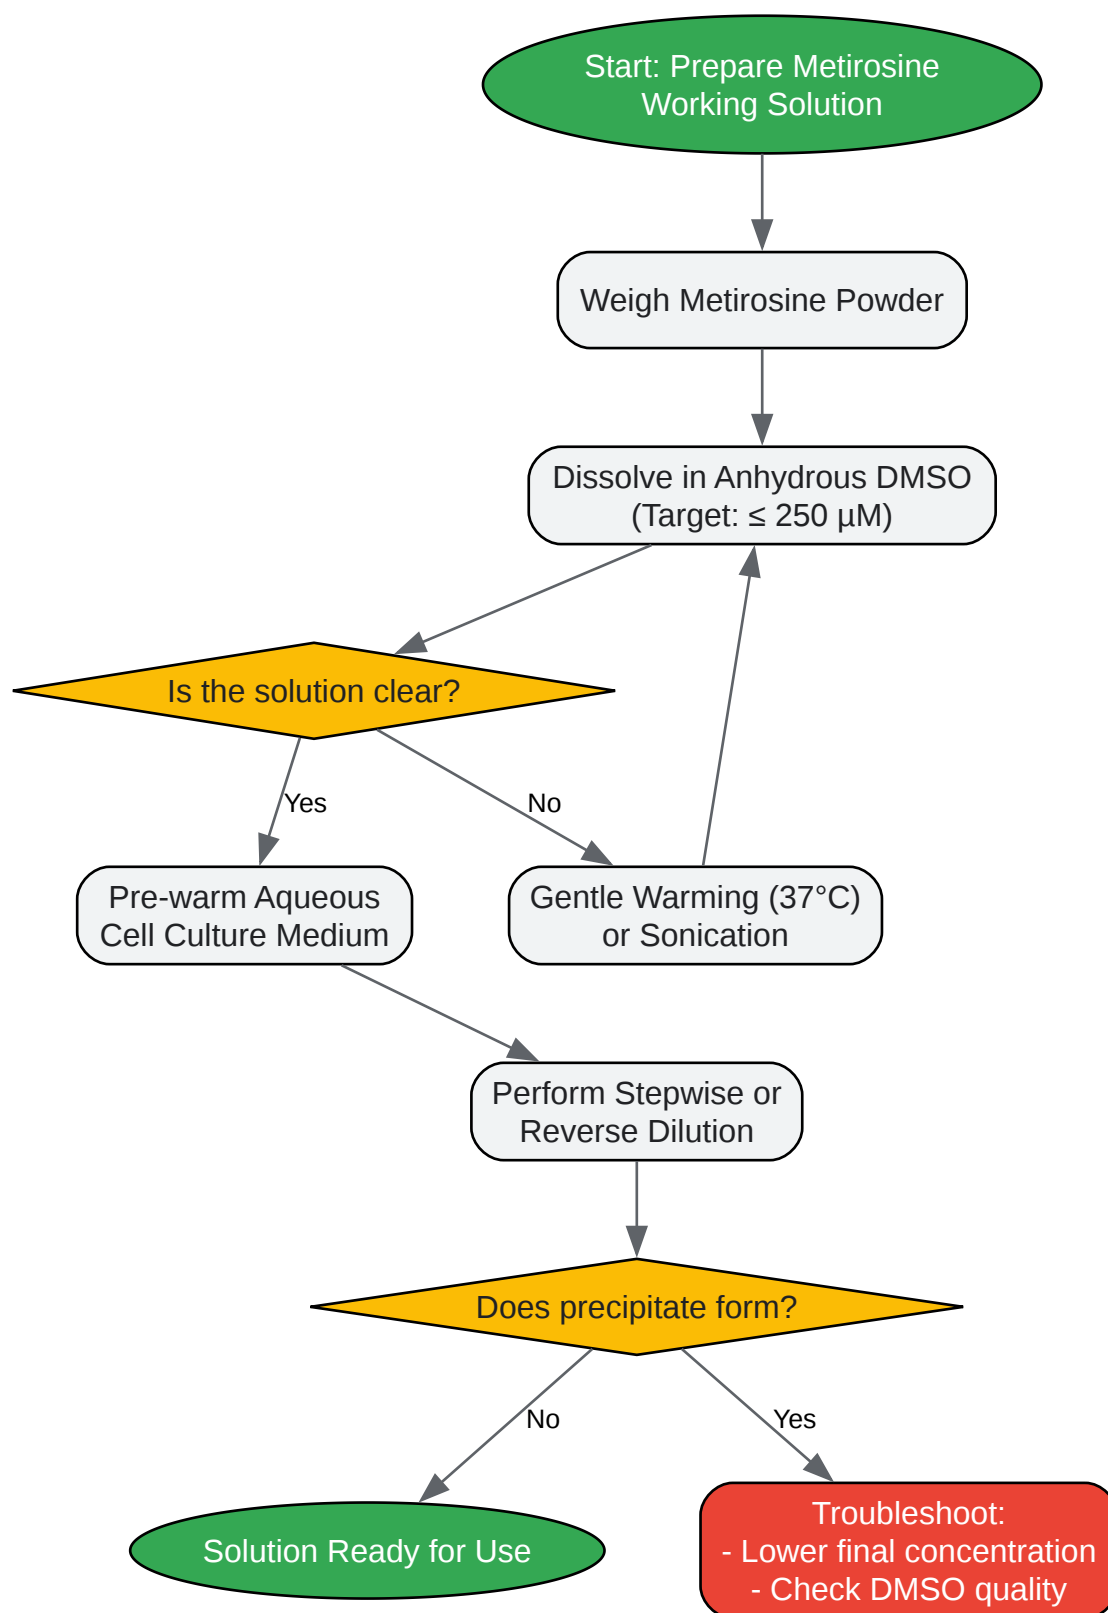 Start: Prepare Metirosine
Working Solution
Weigh Metirosine Powder
Dissolve in Anhydrous DMSO
(Target: ≤ 250 µM)
Is the solution clear?
Yes
No
Pre-warm Aqueous
Cell Culture Medium
Gentle Warming (37°C)
or Sonication
Perform Stepwise or
Reverse Dilution
Does precipitate form?
No
Yes
Solution Ready for Use
Troubleshoot:
- Lower final concentration
- Check DMSO quality